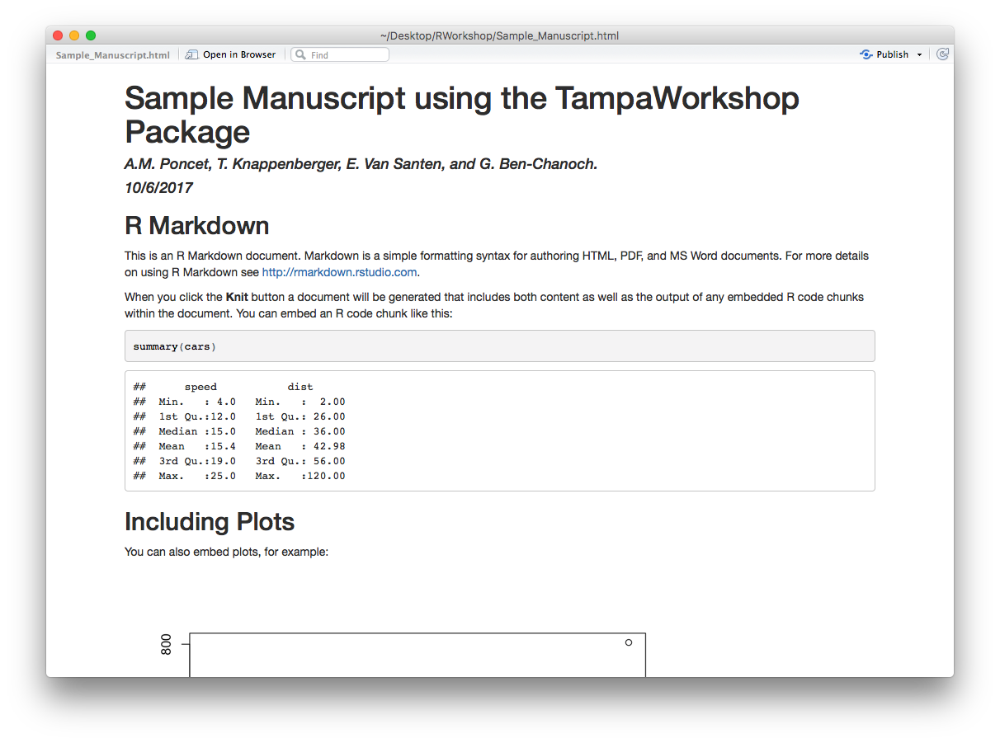 ~/Desktop/RWorkshop/Sample_Manuscript.html
Sample_Manuscript.html Open in Browser Find Publish
Sample Manuscript using the TampaWorkshop
Package
A.M. Poncet, T. Knappenberger, E. Van Santen, and G. Ben-Chanoch.
10/6/2017
R Markdown
This is an R Markdown document. Markdown is a simple formatting syntax for authoring HTML, PDF, and MS Word documents. For more details
on using R Markdown see http://rmarkdown.rstudio.com.
When you click the Knit button a document will be generated that includes both content as well as the output of any embedded R code chunks
within the document. You can embed an R code chunk like this:
summary(cars)
##      speed           dist
##  Min.   : 4.0   Min.   :  2.00
##  1st Qu.:12.0   1st Qu.: 26.00
##  Median :15.0   Median : 36.00
##  Mean   :15.4   Mean   : 42.98
##  3rd Qu.:19.0   3rd Qu.: 56.00
##  Max.   :25.0   Max.   :120.00
Including Plots
You can also embed plots, for example:
800